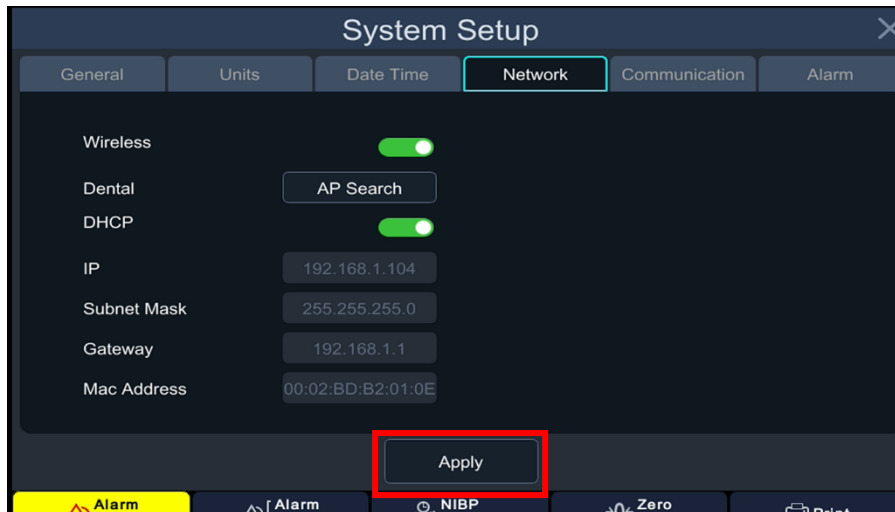 System Setup
General Units Date Time Network Communication Alarm
Wireless
Dental AP Search
DHCP
IP 192.168.1.104
Subnet Mask 255.255.255.0
Gateway 192.168.1.1
Mac Address 00:02:BD:B2:01:0E
Apply
Alarm Alarm NIBP Zero Print